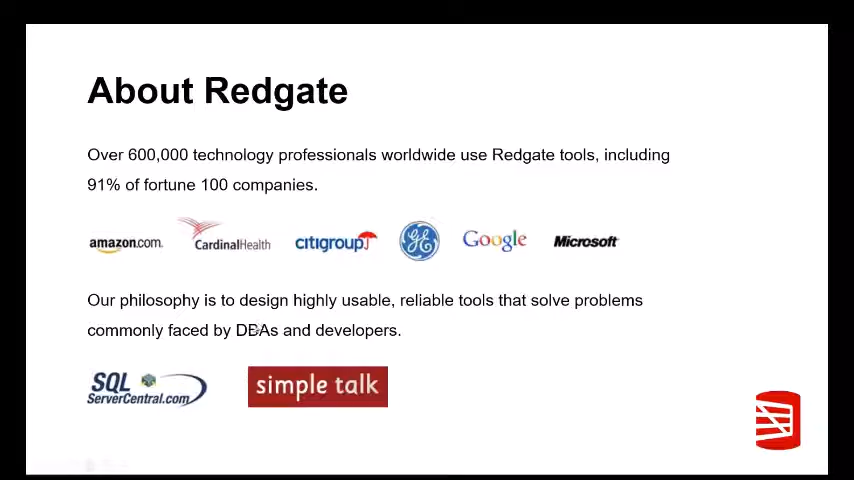 About Redgate
Over 600,000 technology professionals worldwide use Redgate tools, including
91% of fortune 100 companies.
amazon.com. CardinalHealth citigroup GE Google Microsoft
Our philosophy is to design highly usable, reliable tools that solve problems
commonly faced by DBAs and developers.
SQL
ServerCentral.com
simple talk